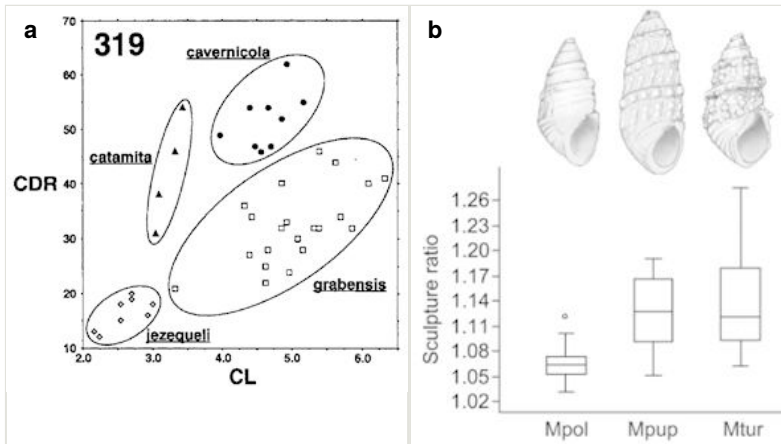 a
319
cavernicola
catamita
grabensis
jezequeli
CDR
70
60
50
40
30
20
10
2.0 3.0 4.0 5.0 6.0
CL
b
Sculpture ratio
1.26
1.23
1.20
1.17
1.14
1.11
1.08
1.05
1.02
Mpol Mpup Mtur